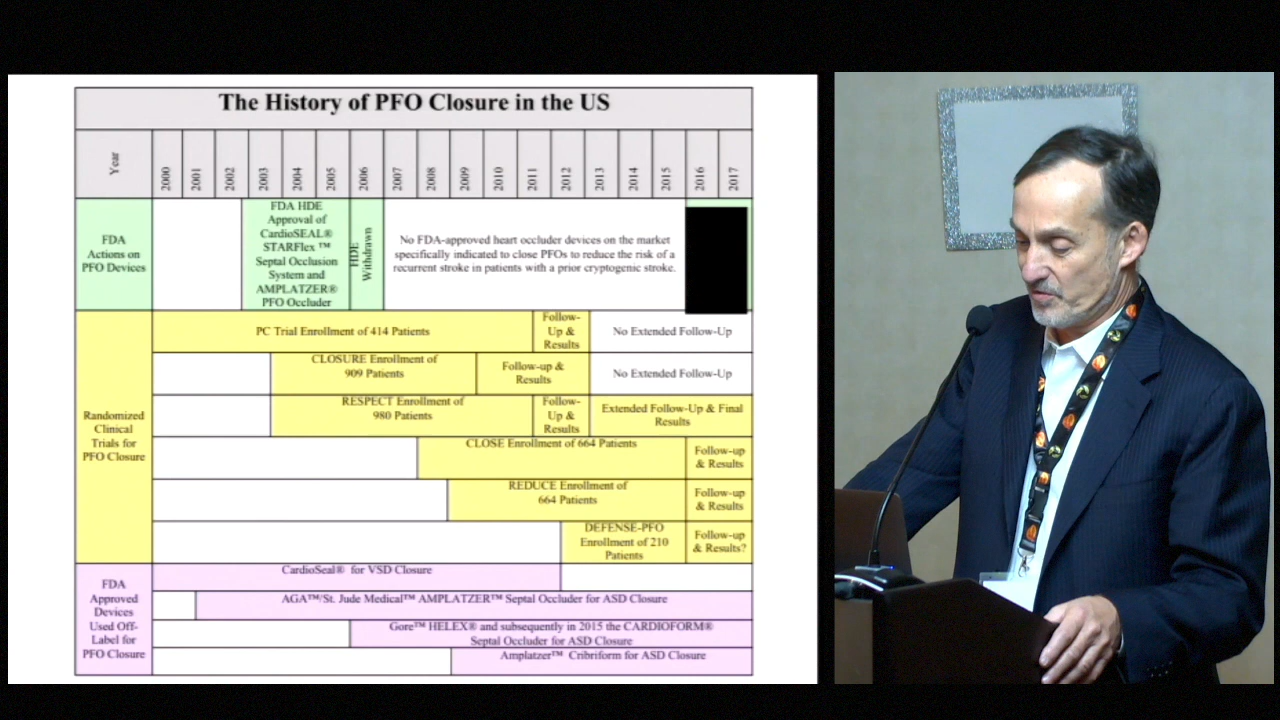 The History of PFO Closure in the US
Year
2000
2001
2002
2003
2004
2005
2006
2007
2008
2009
2010
2011
2012
2013
2014
2015
2016
2017
FDA
Actions on
PFO Devices
FDA HDE
Approval of
CardioSEAL®
STARFlex ™
Septal Occlusion
System and
AMPLATZER®
PFO Occluder
HDE
Withdrawn
No FDA-approved heart occluder devices on the market
specifically indicated to close PFOs to reduce the risk of a
recurrent stroke in patients with a prior cryptogenic stroke.
Randomized
Clinical
Trials for
PFO Closure
PC Trial Enrollment of 414 Patients
Follow-
Up &
Results
No Extended Follow-Up
CLOSURE Enrollment of
909 Patients
Follow-up &
Results
No Extended Follow-Up
RESPECT Enrollment of
980 Patients
Follow-
Up &
Results
Extended Follow-Up & Final
Results
CLOSE Enrollment of 664 Patients
Follow-up
& Results
REDUCE Enrollment of
664 Patients
Follow-up
& Results
DEFENSE-PFO
Enrollment of 210
Patients
Follow-up
& Results?
FDA
Approved
Devices
Used Off-
Label for
PFO Closure
CardioSeal® for VSD Closure
AGA™/St. Jude Medical™ AMPLATZER™ Septal Occluder for ASD Closure
Gore™ HELEX® and subsequently in 2015 the CARDIOFORM®
Septal Occluder for ASD Closure
Amplatzer™ Cribriform for ASD Closure